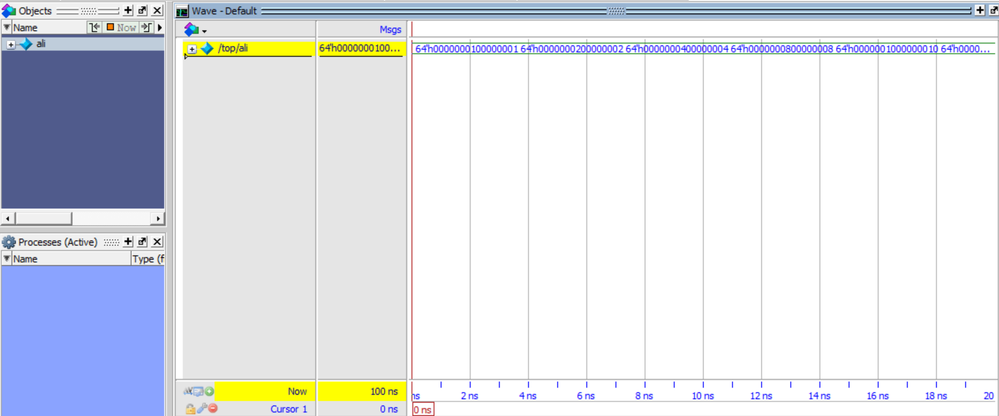 Objects
Name Now
ali
Processes (Active)
Name Type (f
Wave - Default
Msgs
/top/ali 64'h0000000100... 64'h0000000100000001 64'h0000000200000002 64'h0000000400000004 64'h0000000800000008 64'h0000001000000010 64'h0000...
Now 100 ns ns 2 ns 4 ns 6 ns 8 ns 10 ns 12 ns 14 ns 16 ns 18 ns 20
Cursor 1 0 ns 0 ns